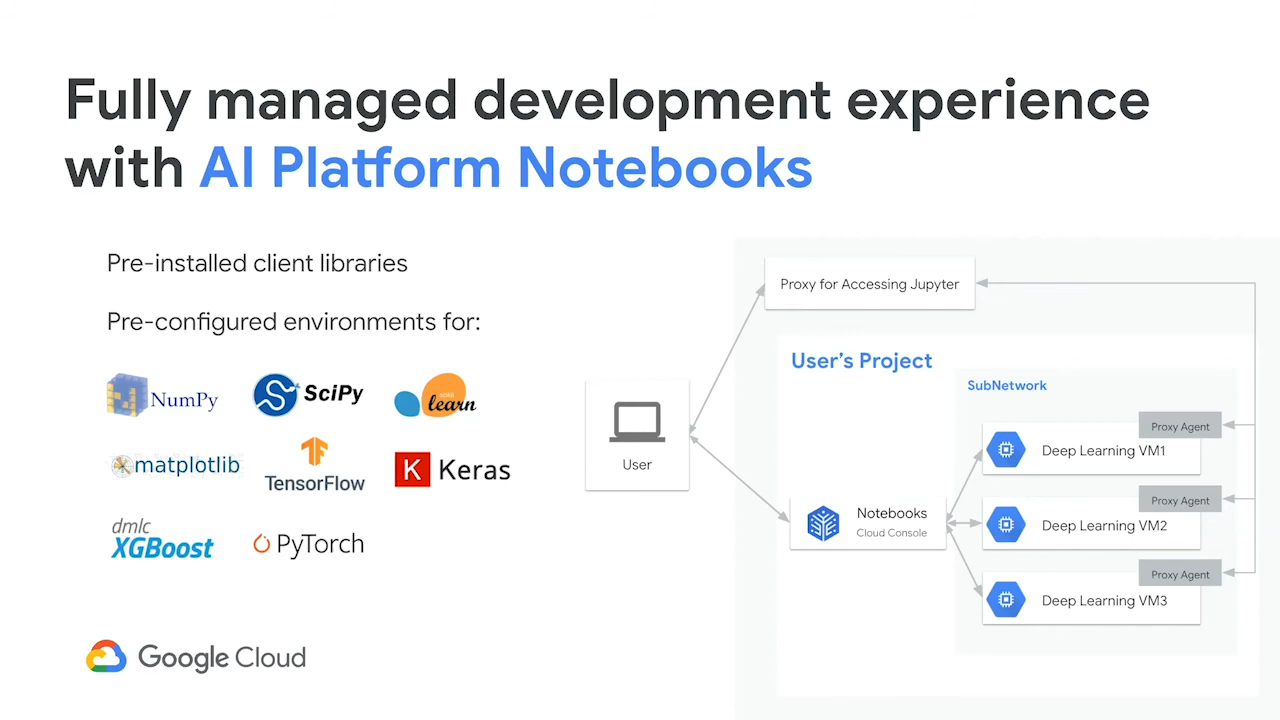 Fully managed development experience
with AI Platform Notebooks
Pre-installed client libraries
Pre-configured environments for:
NumPy
SciPy
learn
matplotlib
TensorFlow
K Keras
dmlc
XGBoost
PyTorch
Google Cloud
Proxy for Accessing Jupyter
User's Project
SubNetwork
User
Notebooks
Cloud Console
Proxy Agent
Deep Learning VM1
Proxy Agent
Deep Learning VM2
Proxy Agent
Deep Learning VM3